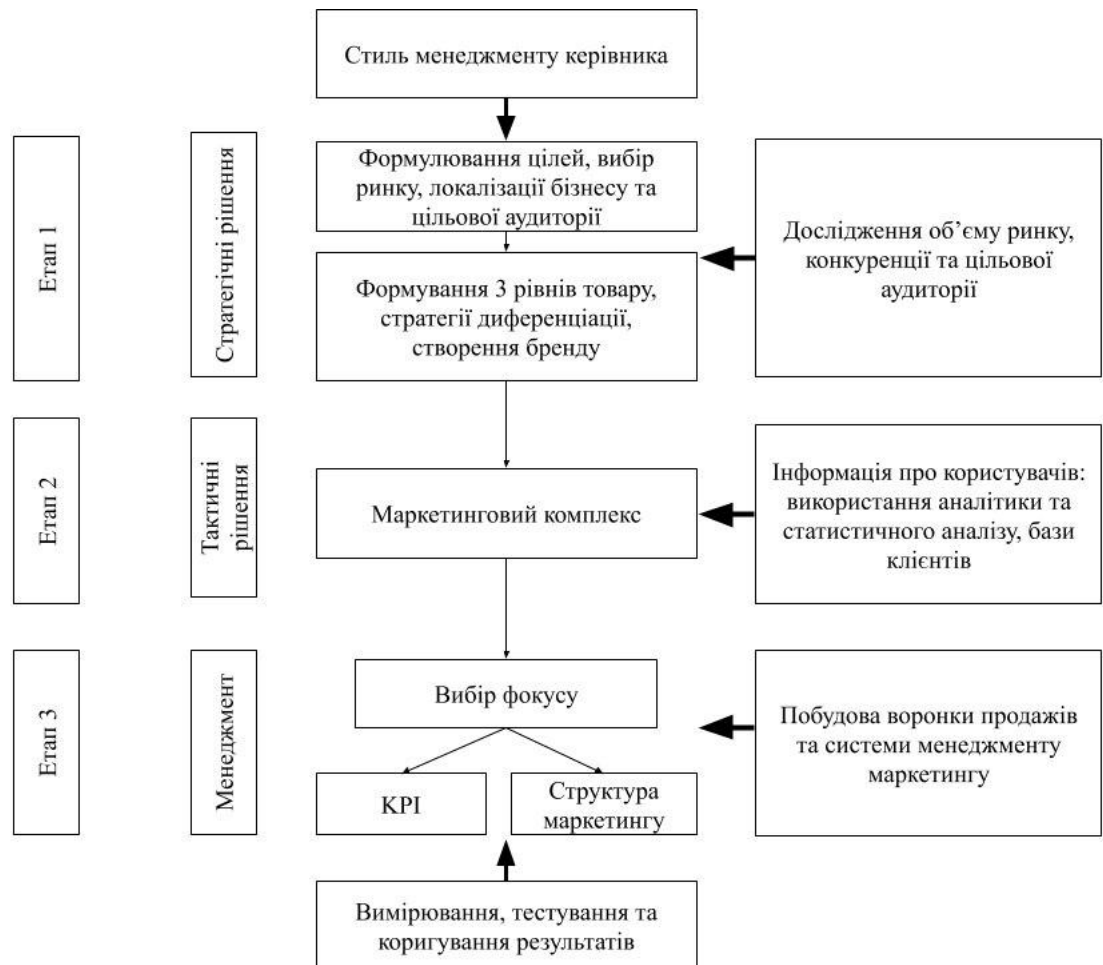 Стиль менеджменту керівника
Етап 1
Стратегічні рішення
Формулювання цілей, вибір
ринку, локалізації бізнесу та
цільової аудиторії
Формування 3 рівнів товару,
стратегії диференціації,
створення бренду
Дослідження об’єму ринку,
конкуренції та цільової
аудиторії
Етап 2
Тактичні
рішення
Маркетинговий комплекс
Інформація про користувачів:
використання аналітики та
статистичного аналізу, бази
клієнтів
Етап 3
Менеджмент
Вибір фокусу
KPI
Структура
маркетингу
Побудова воронки продажів
та системи менеджменту
маркетингу
Вимірювання, тестування та
коригування результатів